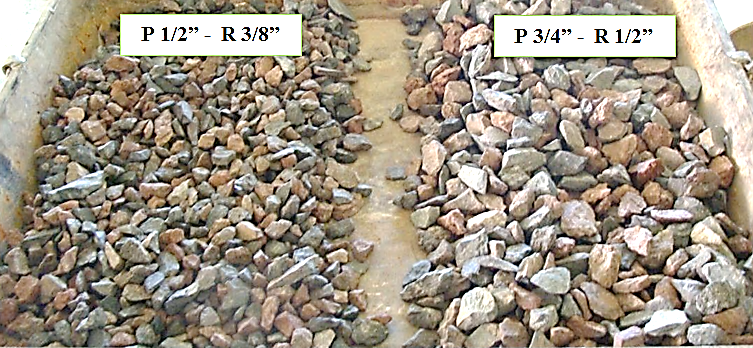 P 1/2” - R 3/8”
P 3/4” - R 1/2”